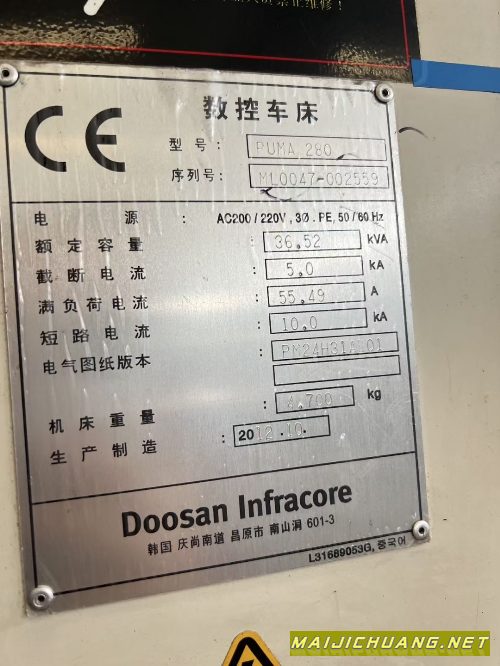 CE
数控车床
型号: PUMA 280
序列号: ML0047-002559
电源: AC200/220V, 3Ø. PE, 50/60 Hz
额定容量: 36.52 kVA
截断电流: 5.0 kA
满负荷电流: 55.49 A
短路电流: 10.0 kA
电气图纸版本: PM24H31A-01
机床重量: 4,700 kg
生产制造: 2012.10.
Doosan Infracore
韩国 庆尚南道 昌原市 南山洞 601-3
L31689053G, 중국어
MAIJICHUANG.NET